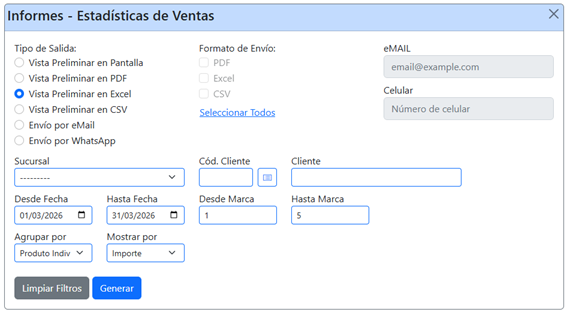 Informes - Estadísticas de Ventas
Tipo de Salida:
Vista Preliminar en Pantalla
Vista Preliminar en PDF
Vista Preliminar en Excel
Vista Preliminar en CSV
Envío por eMail
Envío por WhatsApp
Formato de Envío:
PDF
Excel
CSV
Seleccionar Todos
eMAIL
email@example.com
Celular
Número de celular
Sucursal
---------
Cód. Cliente
Cliente
Desde Fecha
01/03/2026
Hasta Fecha
31/03/2026
Desde Marca
1
Hasta Marca
5
Agrupar por
Produto Indiv
Mostrar por
Importe
Limpiar Filtros
Generar